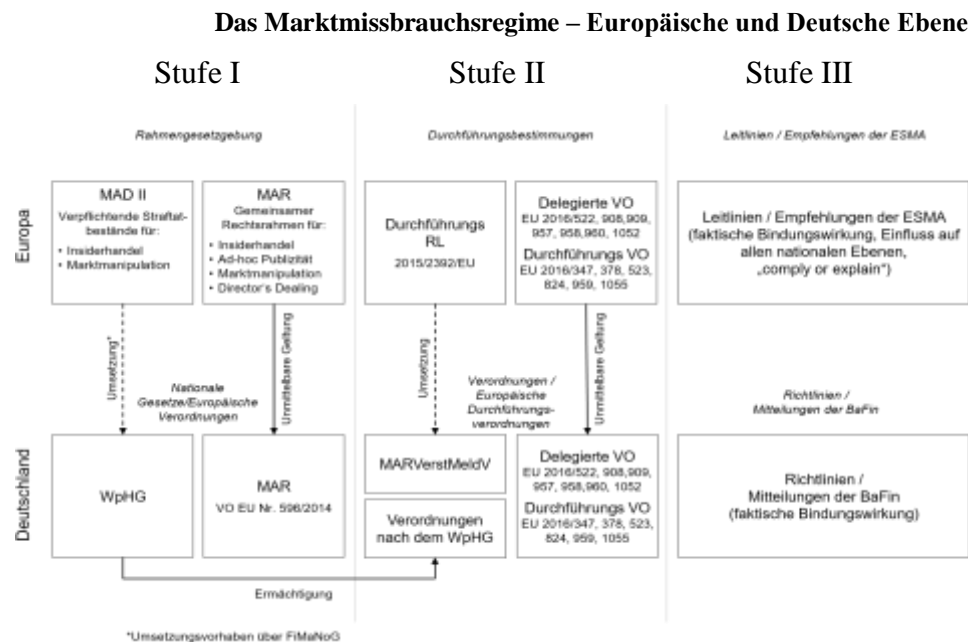 Das Marktmissbrauchsregime – Europäische und Deutsche Ebene
Stufe I
Stufe II
Stufe III
Rahmengesetzgebung
Durchführungsbestimmungen
Leitlinien / Empfehlungen der ESMA
Europa
MAD II
Verpflichtende Straftat-
bestände für:
• Insiderhandel
• Marktmanipulation
MAR
Gemeinsamer
Rechtsrahmen für:
• Insiderhandel
• Ad-hoc Publizität
• Marktmanipulation
• Director's Dealing
Durchführungs
RL
2015/2392/EU
Delegierte VO
EU 2016/522, 908,909,
957, 958,960, 1052
Durchführungs VO
EU 2016/347, 378, 523,
824, 959, 1055
Leitlinien / Empfehlungen der ESMA
(faktische Bindungswirkung, Einfluss auf
allen nationalen Ebenen,
„comply or explain“)
Umsetzung*
Nationale
Gesetze/Europäische
Verordnungen
Unmittelbare Geltung
Umsetzung
Verordnungen /
Europäische
Durchführungs-
verordnungen
Unmittelbare Geltung
Richtlinien /
Mitteilungen der BaFin
Deutschland
WpHG
MAR
VO EU Nr. 596/2014
MARVerstMeldV
Verordnungen
nach dem WpHG
Delegierte VO
EU 2016/522, 908,909,
957, 958,960, 1052
Durchführungs VO
EU 2016/347, 378, 523,
824, 959, 1055
Richtlinien /
Mitteilungen der BaFin
(faktische Bindungswirkung)
Ermächtigung
*Umsetzungsvorhaben über FiMaNoG